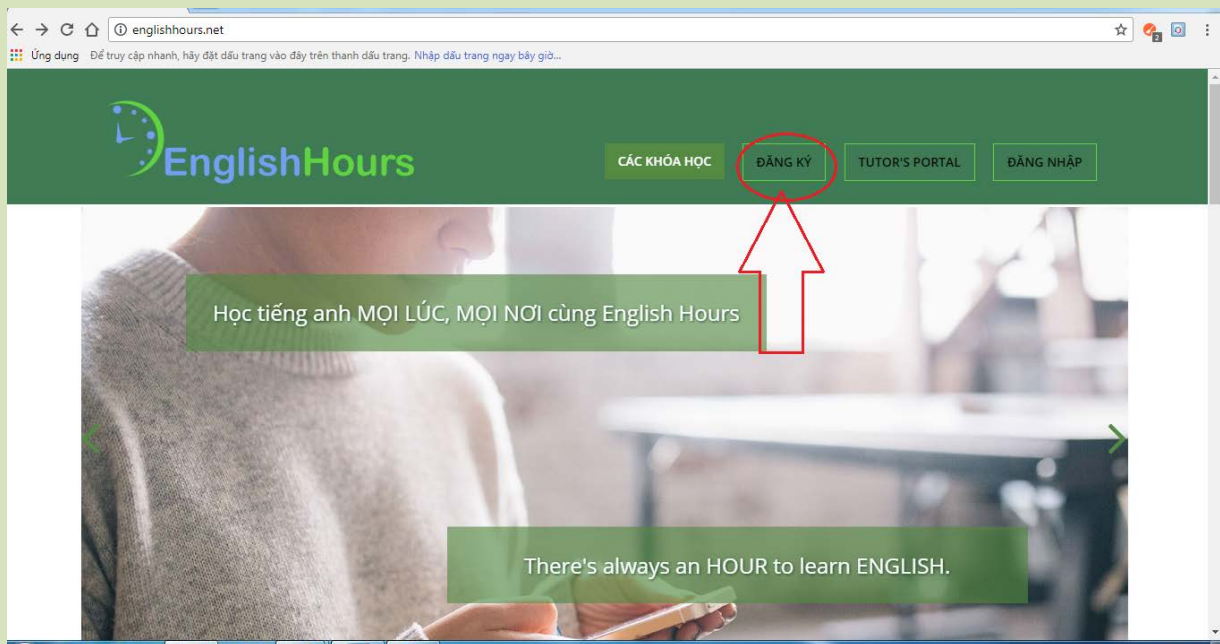 englishhours.net
2
Ứng dụng Để truy cập nhanh, hãy đặt dấu trang vào đây trên thanh dấu trang. Nhập dấu trang ngay bây giờ...
EnglishHours
CÁC KHÓA HỌC ĐĂNG KÝ TUTOR'S PORTAL ĐĂNG NHẬP
Học tiếng anh MỌI LÚC, MỌI NƠI cùng English Hours
There's always an HOUR to learn ENGLISH.